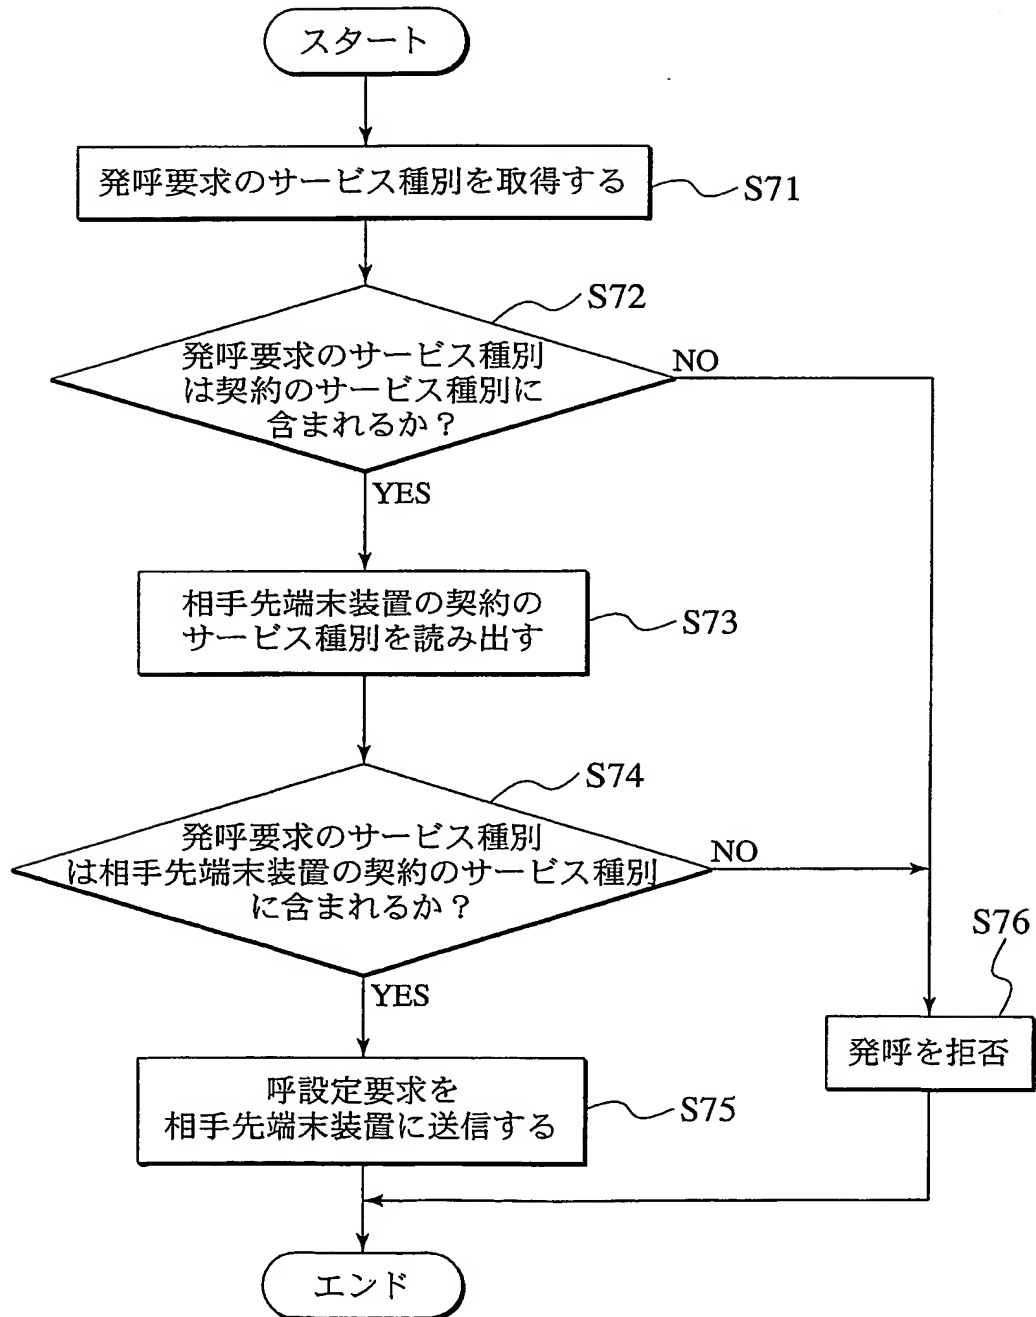 スタート
発呼要求のサービス種別を取得する
S71
S72
発呼要求のサービス種別
は契約のサービス種別に
含まれるか？
NO
YES
相手先端末装置の契約の
サービス種別を読み出す
S73
S74
発呼要求のサービス種別
は相手先端末装置の契約のサービス種別
に含まれるか？
NO
YES
S76
発呼を拒否
呼設定要求を
相手先端末装置に送信する
S75
エンド